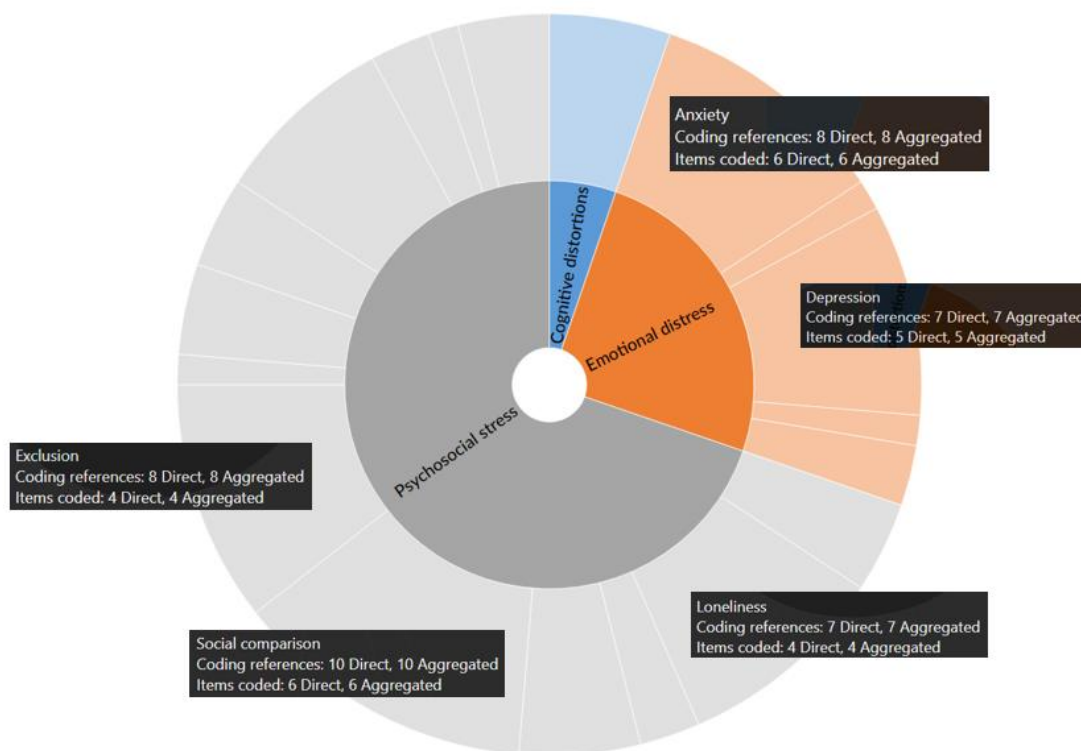 Anxiety
Coding references: 8 Direct, 8 Aggregated
Items coded: 6 Direct, 6 Aggregated
Cognitive distortions
Emotional distress
Depression
Coding references: 7 Direct, 7 Aggregated
Items coded: 5 Direct, 5 Aggregated
Psychosocial stress
Exclusion
Coding references: 8 Direct, 8 Aggregated
Items coded: 4 Direct, 4 Aggregated
Loneliness
Coding references: 7 Direct, 7 Aggregated
Items coded: 4 Direct, 4 Aggregated
Social comparison
Coding references: 10 Direct, 10 Aggregated
Items coded: 6 Direct, 6 Aggregated